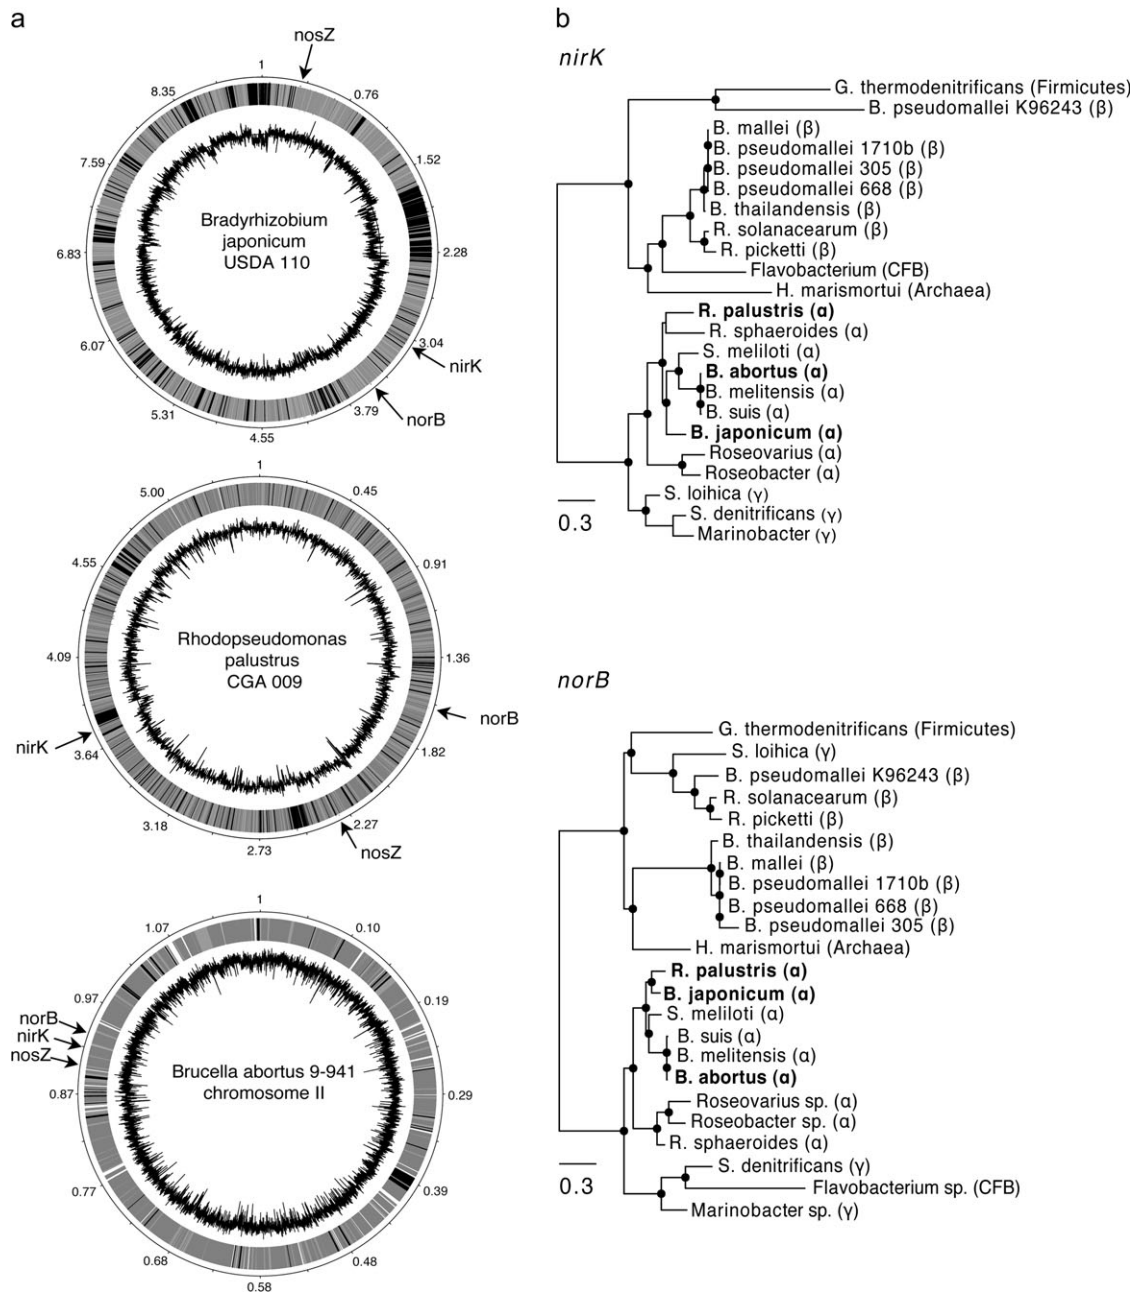 a
nosZ
1
8.35
0.76
7.59
1.52
Bradyrhizobium
japonicum
USDA 110
6.83
2.28
6.07
3.04
nirK
5.31
3.79
norB
4.55
1
5.00
0.45
4.55
0.91
Rhodopseudomonas
palustrus
CGA 009
4.09
1.36
norB
nirK
3.64
1.82
3.18
2.27
nosZ
2.73
1
1.07
0.10
0.97
0.19
norB
nirK
nosZ
Brucella abortus 9-941
chromosome II
0.87
0.29
0.77
0.39
0.68
0.48
0.58
b
nirK
G. thermodenitrificans (Firmicutes)
B. pseudomallei K96243 (β)
B. mallei (β)
B. pseudomallei 1710b (β)
B. pseudomallei 305 (β)
B. pseudomallei 668 (β)
B. thailandensis (β)
R. solanacearum (β)
R. picketti (β)
Flavobacterium (CFB)
H. marismortui (Archaea)
R. palustris (α)
R. sphaeroides (α)
S. meliloti (α)
B. abortus (α)
B. melitensis (α)
B. suis (α)
B. japonicum (α)
Roseovarius (α)
Roseobacter (α)
S. loihica (γ)
S. denitrificans (γ)
Marinobacter (γ)
0.3
norB
G. thermodenitrificans (Firmicutes)
S. loihica (γ)
B. pseudomallei K96243 (β)
R. solanacearum (β)
R. picketti (β)
B. thailandensis (β)
B. mallei (β)
B. pseudomallei 1710b (β)
B. pseudomallei 668 (β)
B. pseudomallei 305 (β)
H. marismortui (Archaea)
R. palustris (α)
B. japonicum (α)
S. meliloti (α)
B. suis (α)
B. melitensis (α)
B. abortus (α)
Roseovarius sp. (α)
Roseobacter sp. (α)
R. sphaeroides (α)
S. denitrificans (γ)
Flavobacterium sp. (CFB)
Marinobacter sp. (γ)
0.3